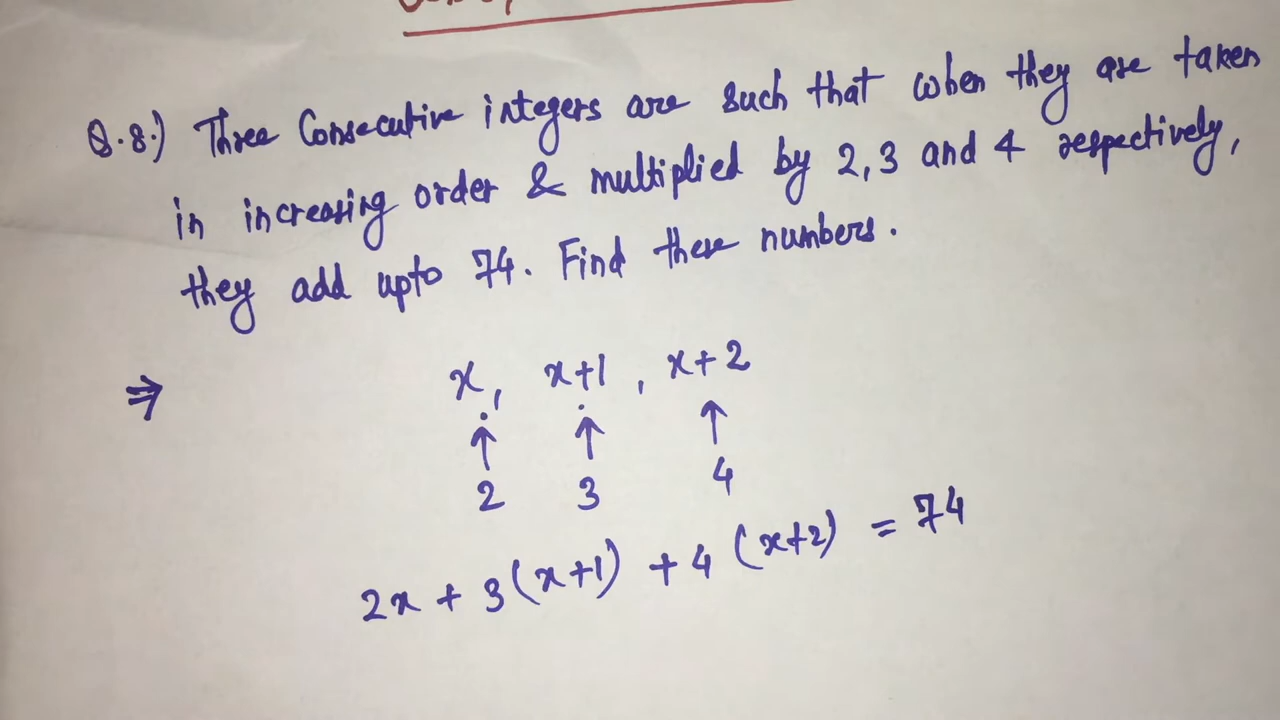 Q.8.) Three Consecutive integers are such that when they are taken
in increasing order & multiplied by 2, 3 and 4 respectively,
they add upto 74. Find these numbers.
⇒ x, x+1, x+2
↑ ↑ ↑
2 3 4
2x + 3(x+1) + 4(x+2) = 74